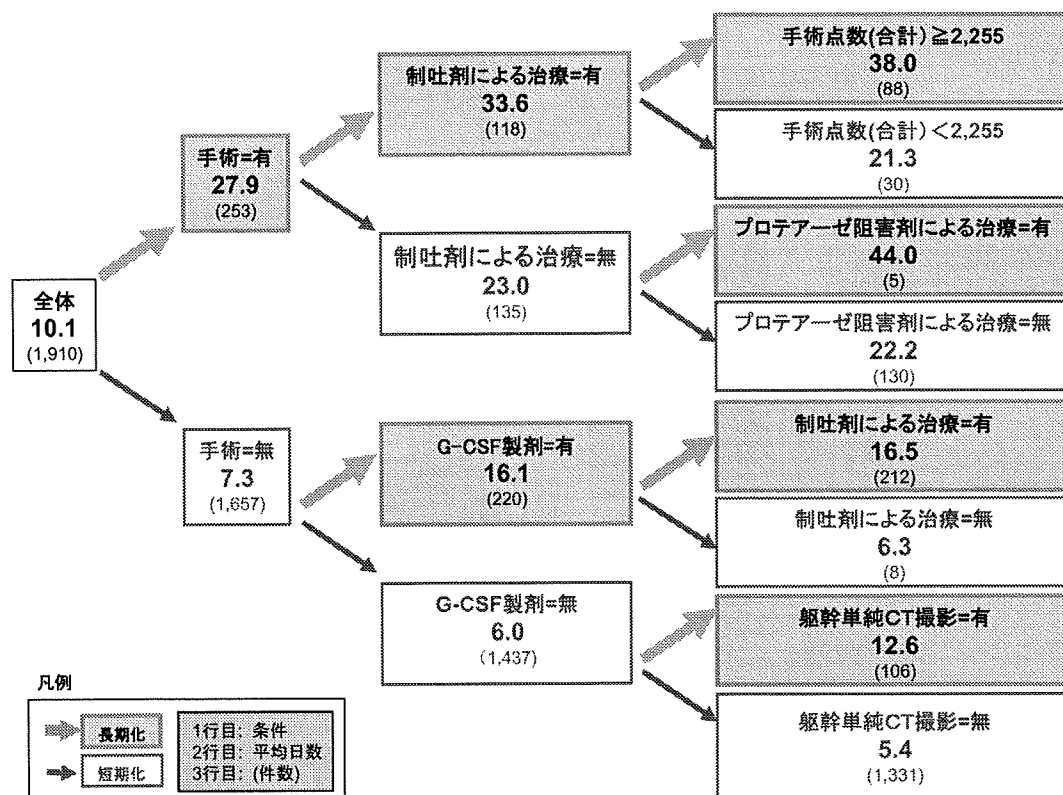 全体
10.1
(1,910)
手術=有
27.9
(253)
手術=無
7.3
(1,657)
制吐剤による治療=有
33.6
(118)
制吐剤による治療=無
23.0
(135)
G-CSF製剤=有
16.1
(220)
G-CSF製剤=無
6.0
(1,437)
手術点数(合計)≧2,255
38.0
(88)
手術点数(合計)<2,255
21.3
(30)
プロテアーゼ阻害剤による治療=有
44.0
(5)
プロテアーゼ阻害剤による治療=無
22.2
(130)
制吐剤による治療=有
16.5
(212)
制吐剤による治療=無
6.3
(8)
躯幹単純CT撮影=有
12.6
(106)
躯幹単純CT撮影=無
5.4
(1,331)
凡例
長期化
短期化
1行目: 条件
2行目: 平均日数
3行目: (件数)